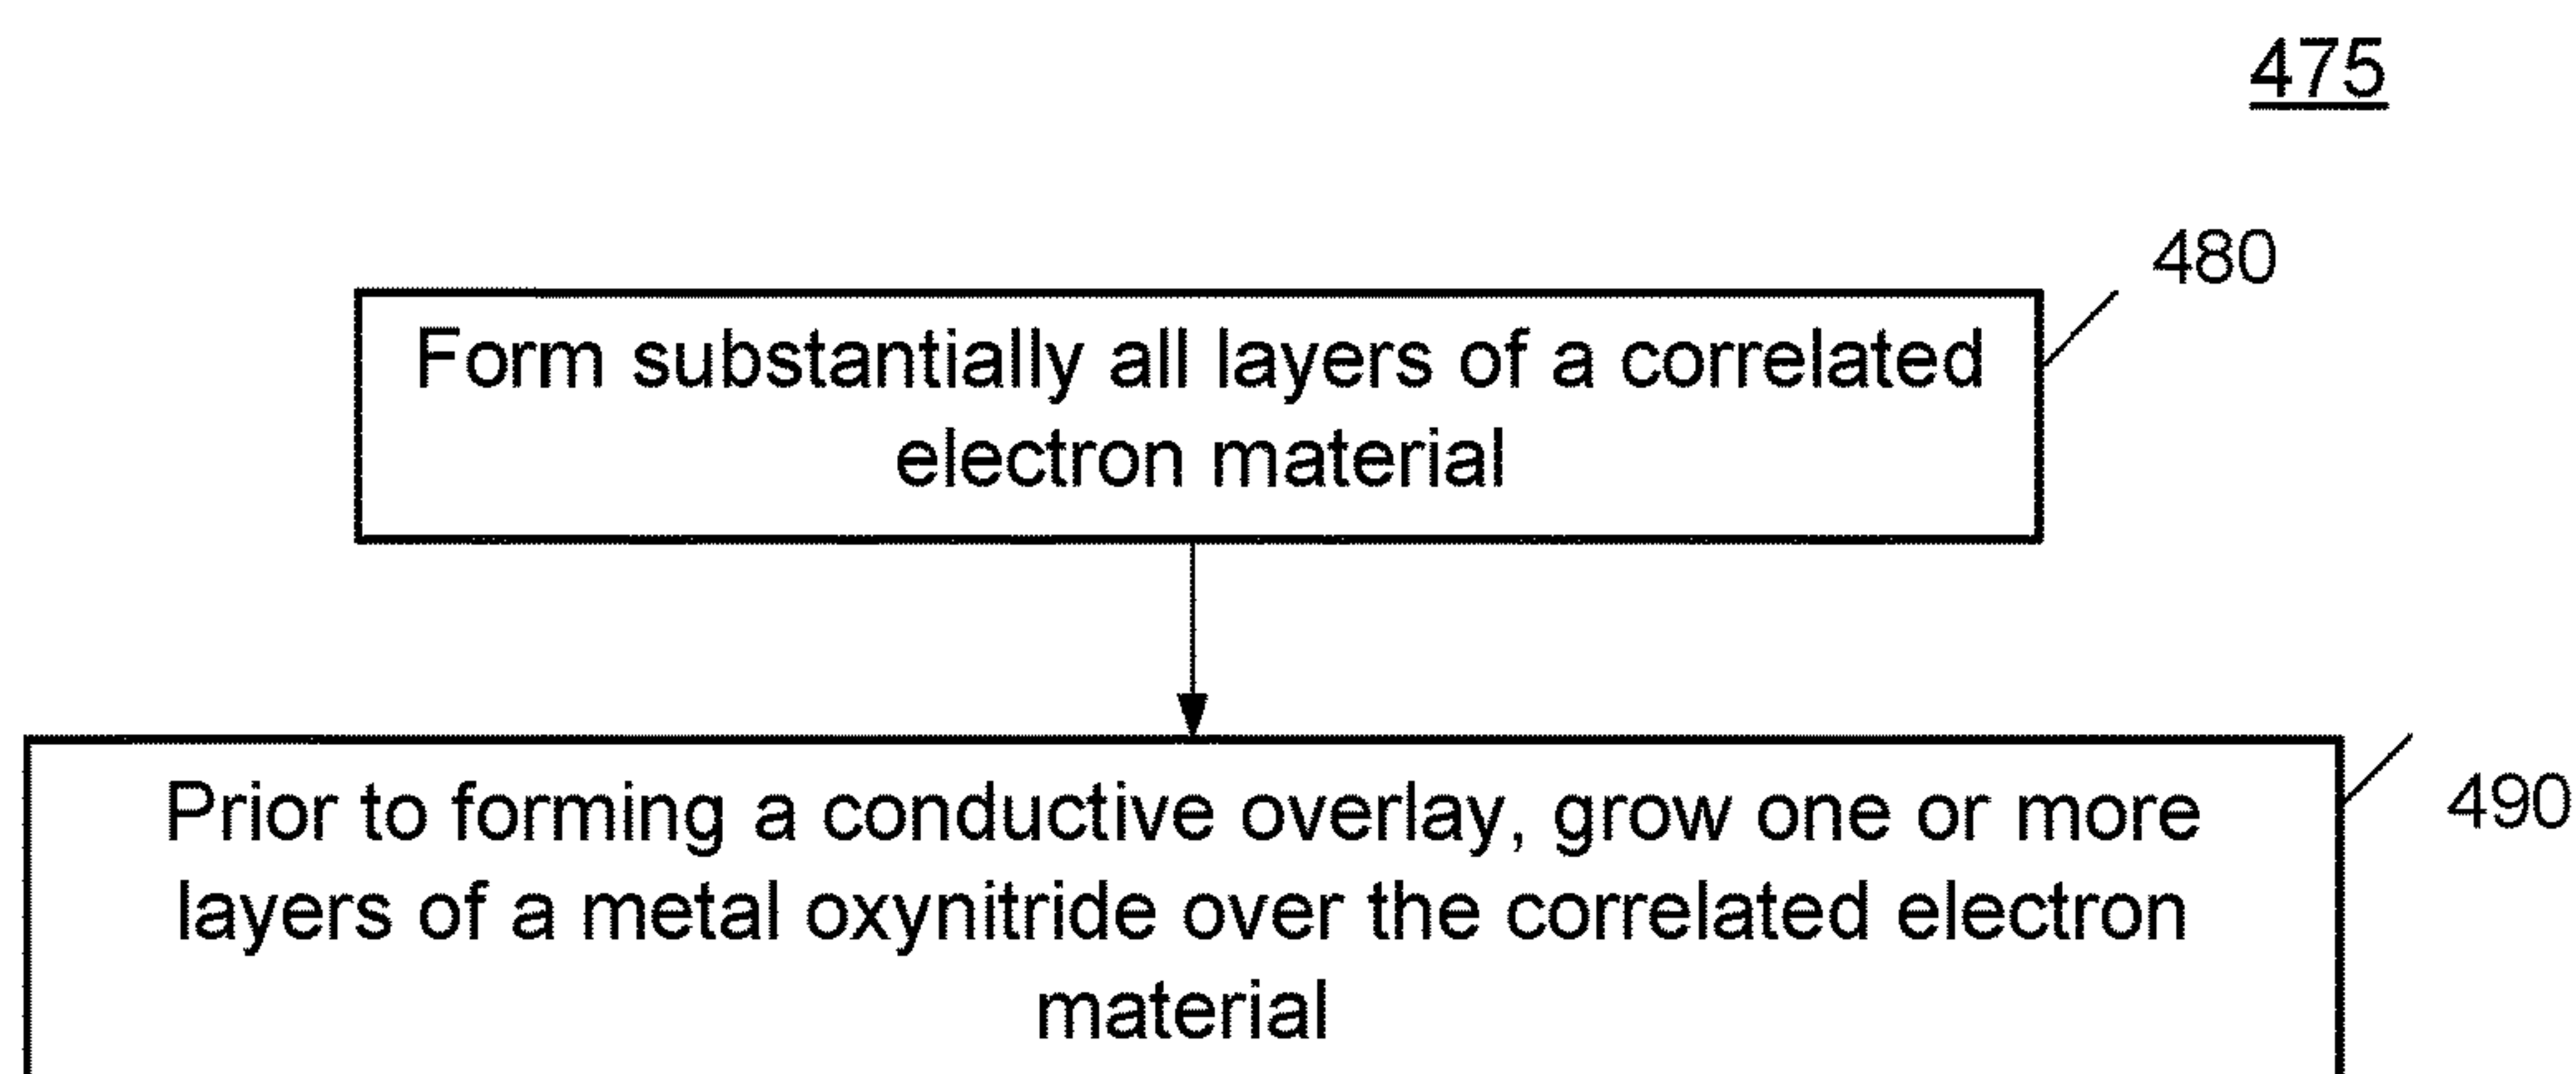 475
480
Form substantially all layers of a correlated
electron material
Prior to forming a conductive overlay, grow one or more
490
layers of a metal oxynitride over the correlated electron
material